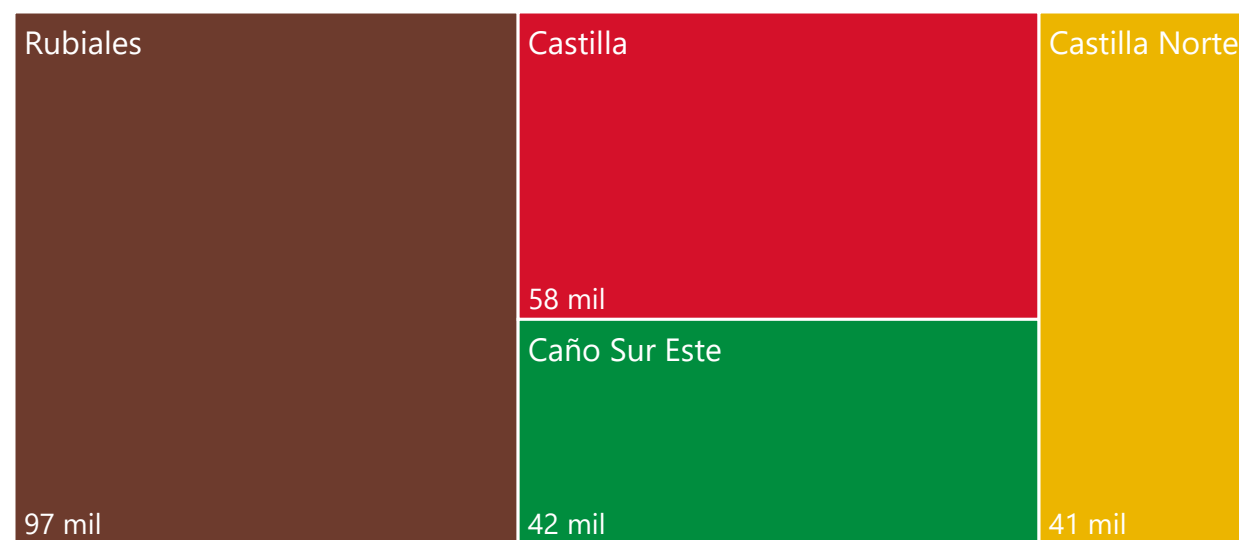 Rubiales
97 mil
Castilla
58 mil
Caño Sur Este
42 mil
Castilla Norte
41 mil